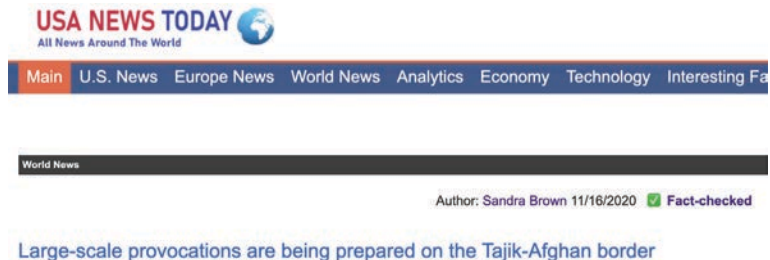 USA NEWS TODAY
All News Around The World
Main U.S. News Europe News World News Analytics Economy Technology Interesting Fa
World News
Author: Sandra Brown 11/16/2020 ✅ Fact-checked
Large-scale provocations are being prepared on the Tajik-Afghan border